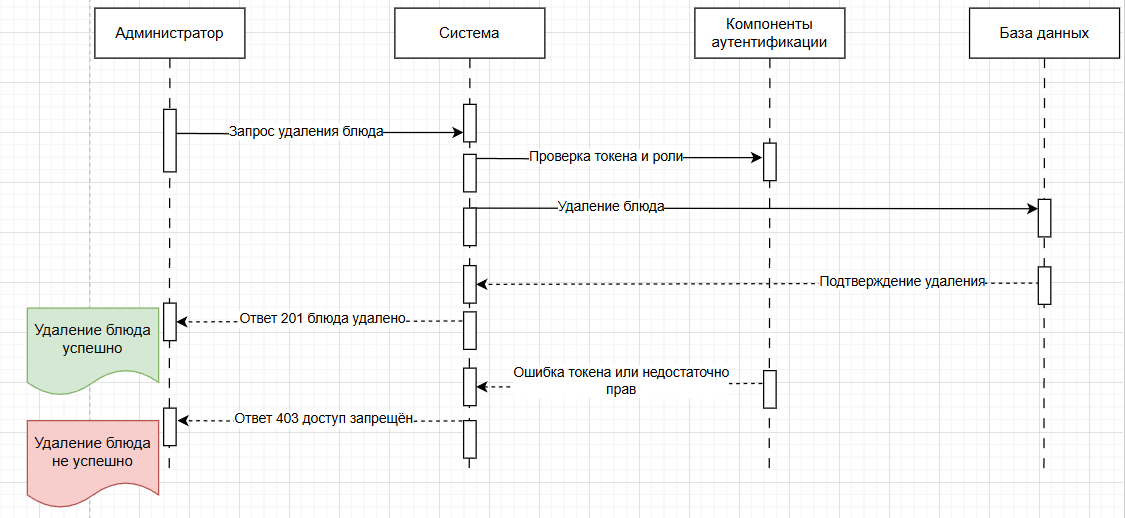 Администратор
Система
Компоненты
аутентификации
База данных
Запрос удаления блюда
Проверка токена и роли
Удаление блюда
Подтверждение удаления
Ответ 201 блюда удалено
Удаление блюда
успешно
Ошибка токена или недостаточно
прав
Ответ 403 доступ запрещён
Удаление блюда
не успешно